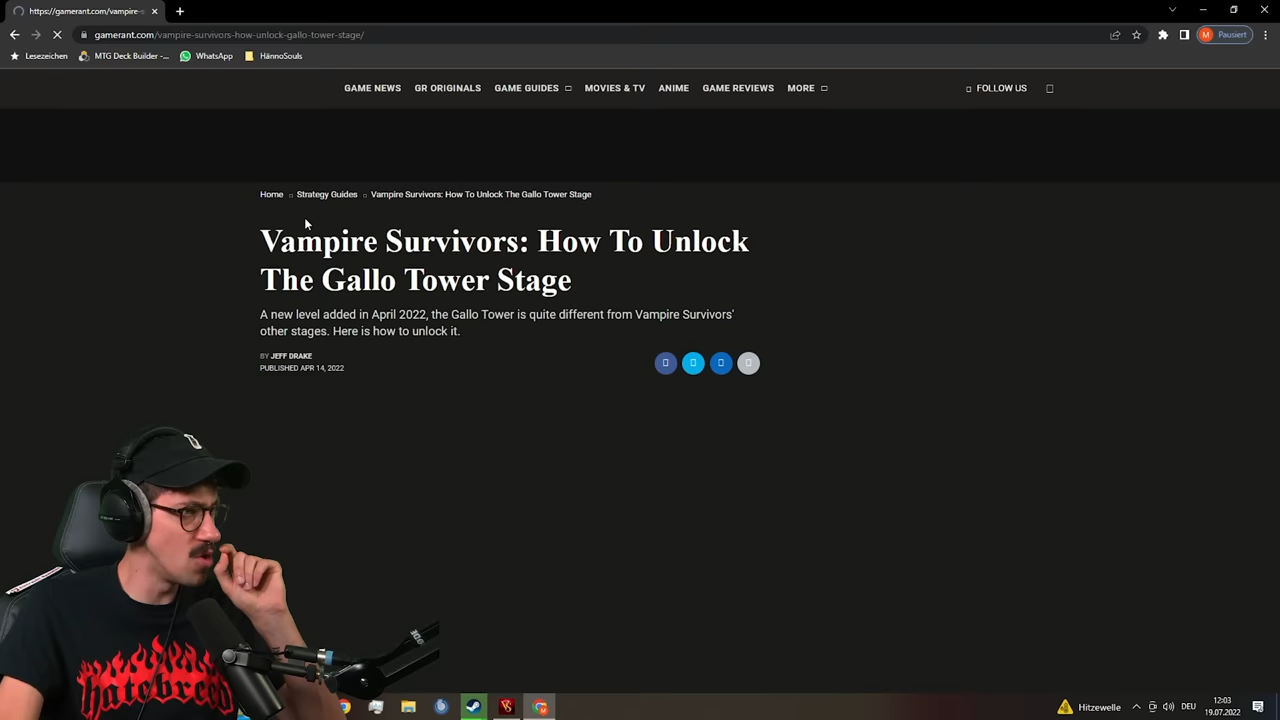 https://gamerant.com/vampire-s
gamerant.com/vampire-survivors-how-unlock-gallo-tower-stage/
M
Pausiert
Lesezeichen
MTG Deck Builder -...
WhatsApp
HännoSouls
GAME NEWS
GR ORIGINALS
GAME GUIDES
MOVIES & TV
ANIME
GAME REVIEWS
MORE
FOLLOW US
Home
Strategy Guides
Vampire Survivors: How To Unlock The Gallo Tower Stage
Vampire Survivors: How To Unlock
The Gallo Tower Stage
A new level added in April 2022, the Gallo Tower is quite different from Vampire Survivors'
other stages. Here is how to unlock it.
BY JEFF DRAKE
PUBLISHED APR 14, 2022
hatebreed
Hitzewelle
DEU
12:03
19.07.2022